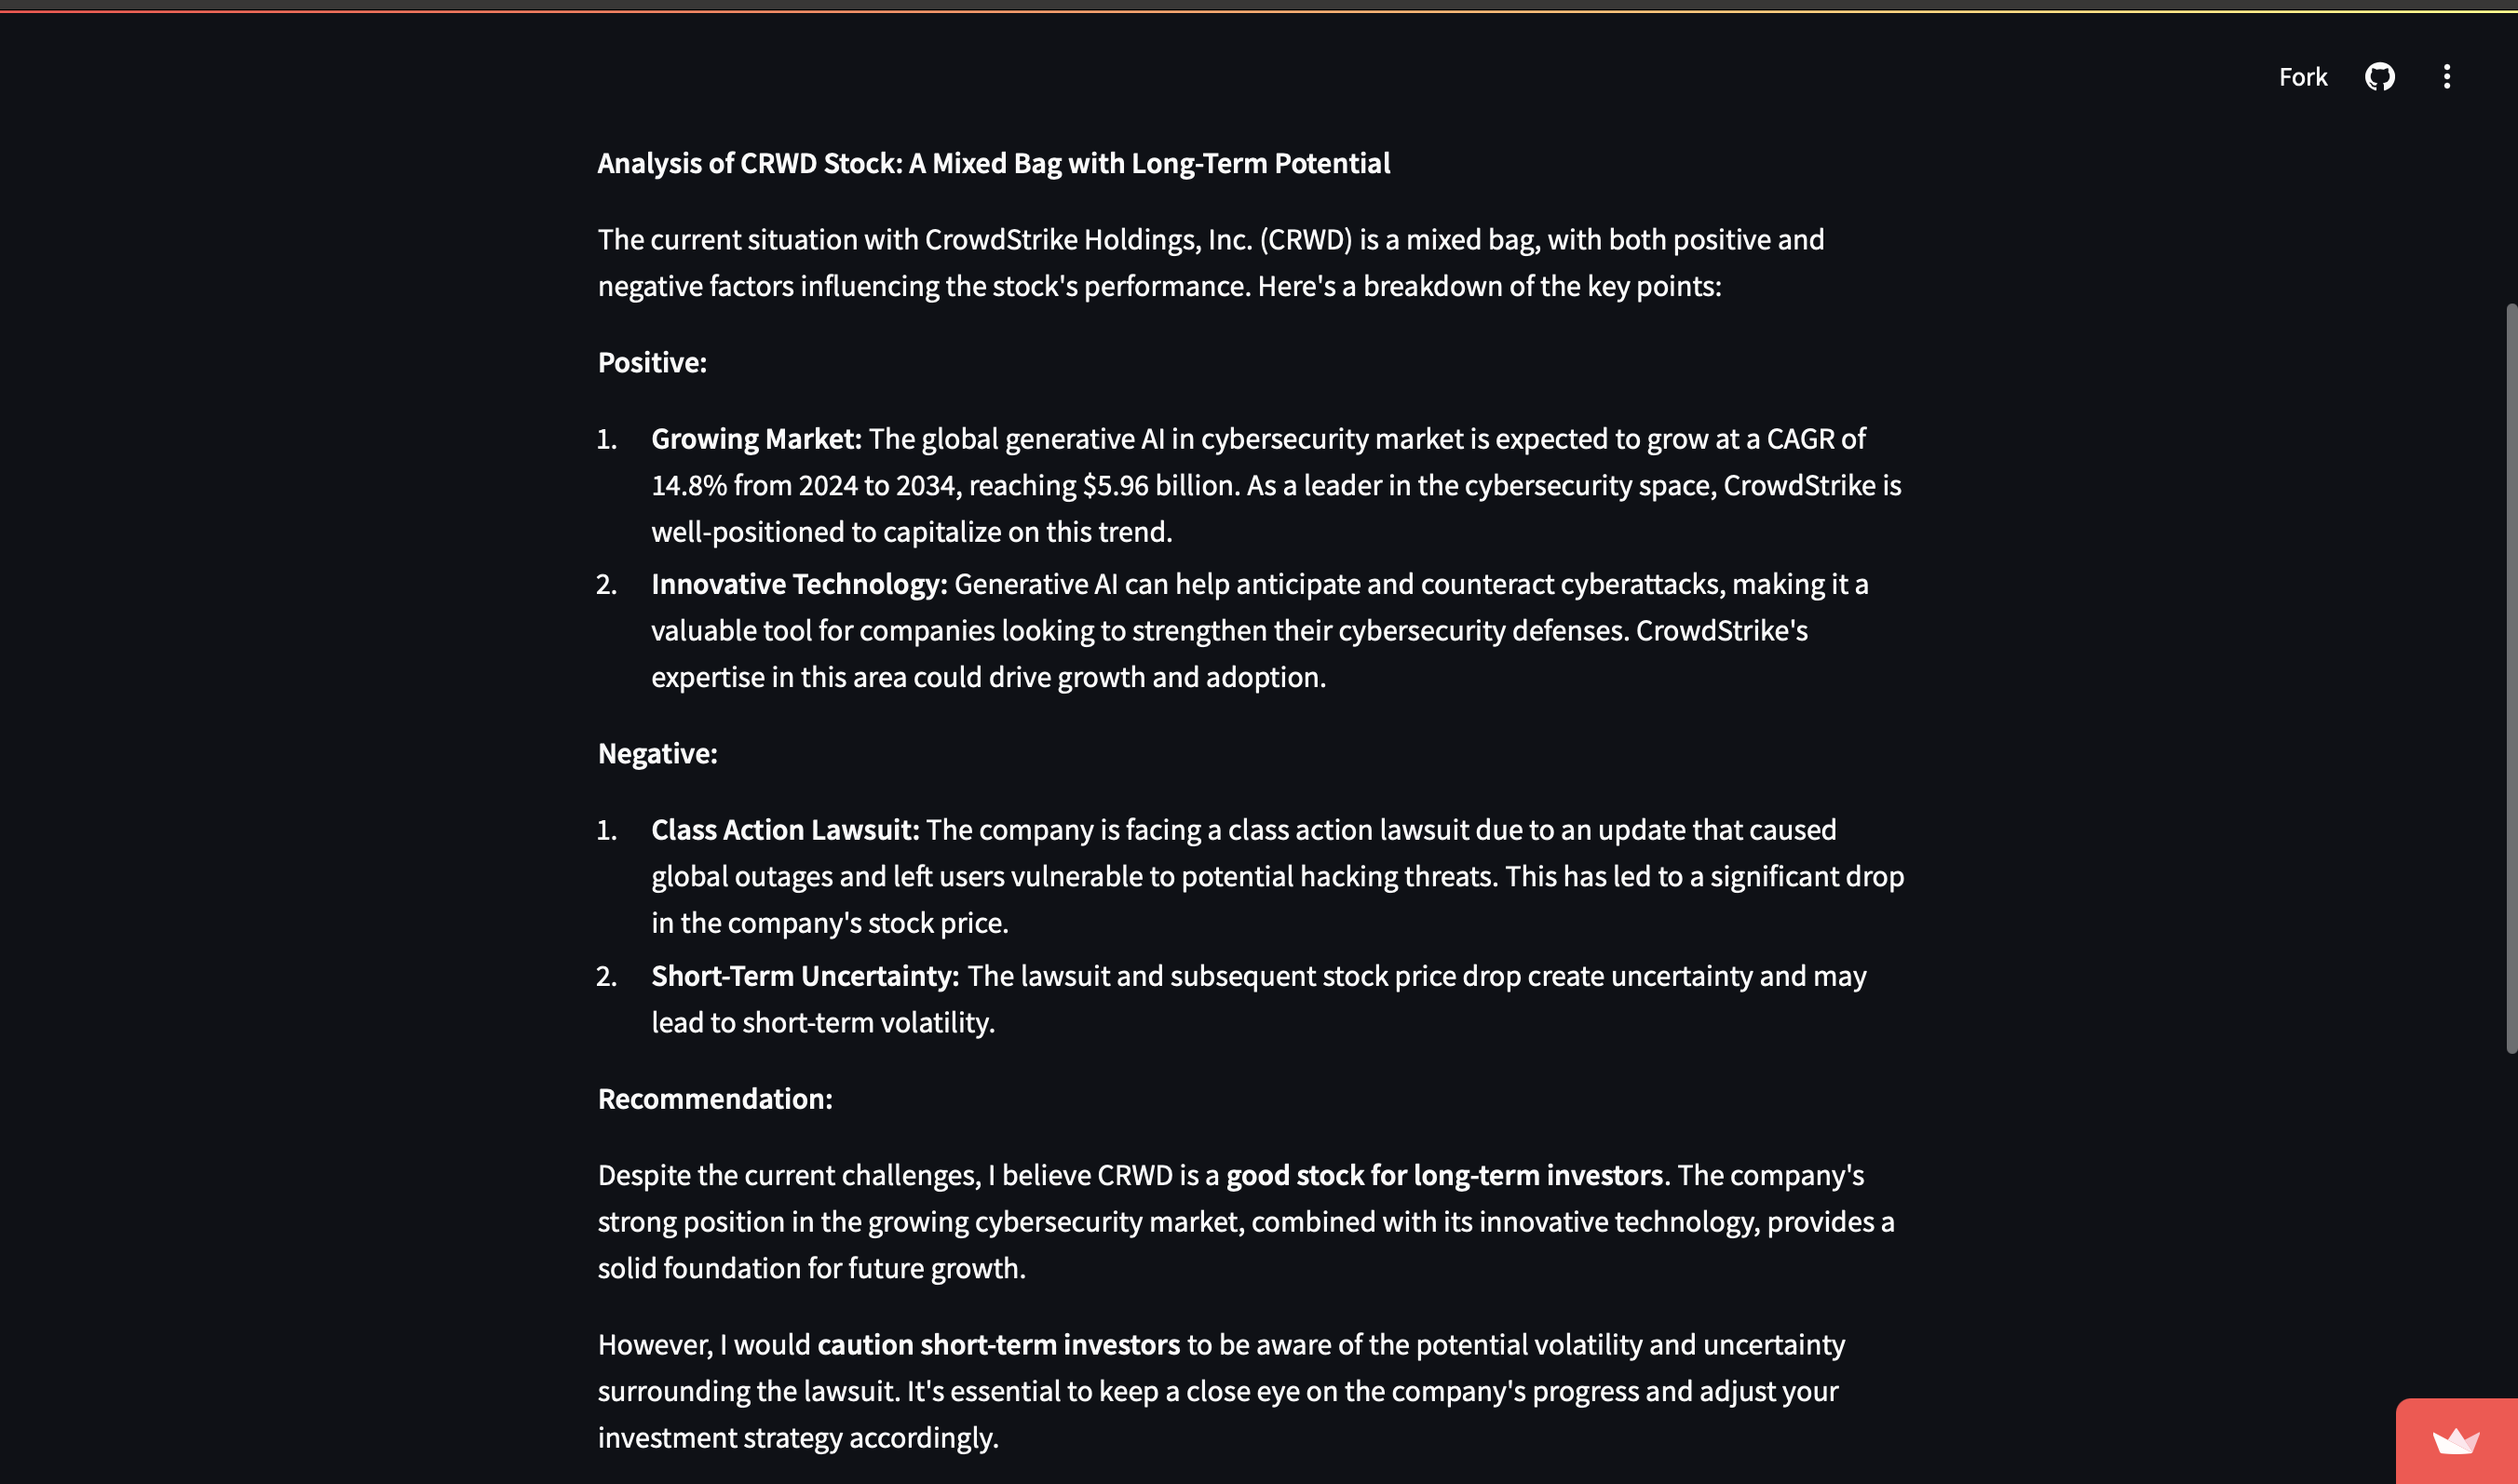 Fork
Analysis of CRWD Stock: A Mixed Bag with Long-Term Potential
The current situation with CrowdStrike Holdings, Inc. (CRWD) is a mixed bag, with both positive and
negative factors influencing the stock's performance. Here's a breakdown of the key points:
Positive:
1. Growing Market: The global generative AI in cybersecurity market is expected to grow at a CAGR of
14.8% from 2024 to 2034, reaching $5.96 billion. As a leader in the cybersecurity space, CrowdStrike is
well-positioned to capitalize on this trend.
2. Innovative Technology: Generative AI can help anticipate and counteract cyberattacks, making it a
valuable tool for companies looking to strengthen their cybersecurity defenses. CrowdStrike's
expertise in this area could drive growth and adoption.
Negative:
1. Class Action Lawsuit: The company is facing a class action lawsuit due to an update that caused
global outages and left users vulnerable to potential hacking threats. This has led to a significant drop
in the company's stock price.
2. Short-Term Uncertainty: The lawsuit and subsequent stock price drop create uncertainty and may
lead to short-term volatility.
Recommendation:
Despite the current challenges, I believe CRWD is a good stock for long-term investors. The company's
strong position in the growing cybersecurity market, combined with its innovative technology, provides a
solid foundation for future growth.
However, I would caution short-term investors to be aware of the potential volatility and uncertainty
surrounding the lawsuit. It's essential to keep a close eye on the company's progress and adjust your
investment strategy accordingly.